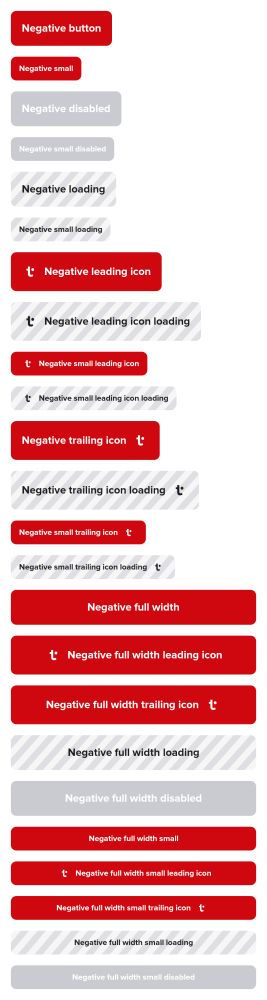 Negative button
Negative small
Negative disabled
Negative small disabled
Negative loading
Negative small loading
Negative leading icon
Negative leading icon loading
Negative small leading icon
Negative small leading icon loading
Negative trailing icon
Negative trailing icon loading
Negative small trailing icon
Negative small trailing icon loading
Negative full width
Negative full width leading icon
Negative full width trailing icon
Negative full width loading
Negative full width disabled
Negative full width small
Negative full width small leading icon
Negative full width small trailing icon
Negative full width small loading
Negative full width small disabled